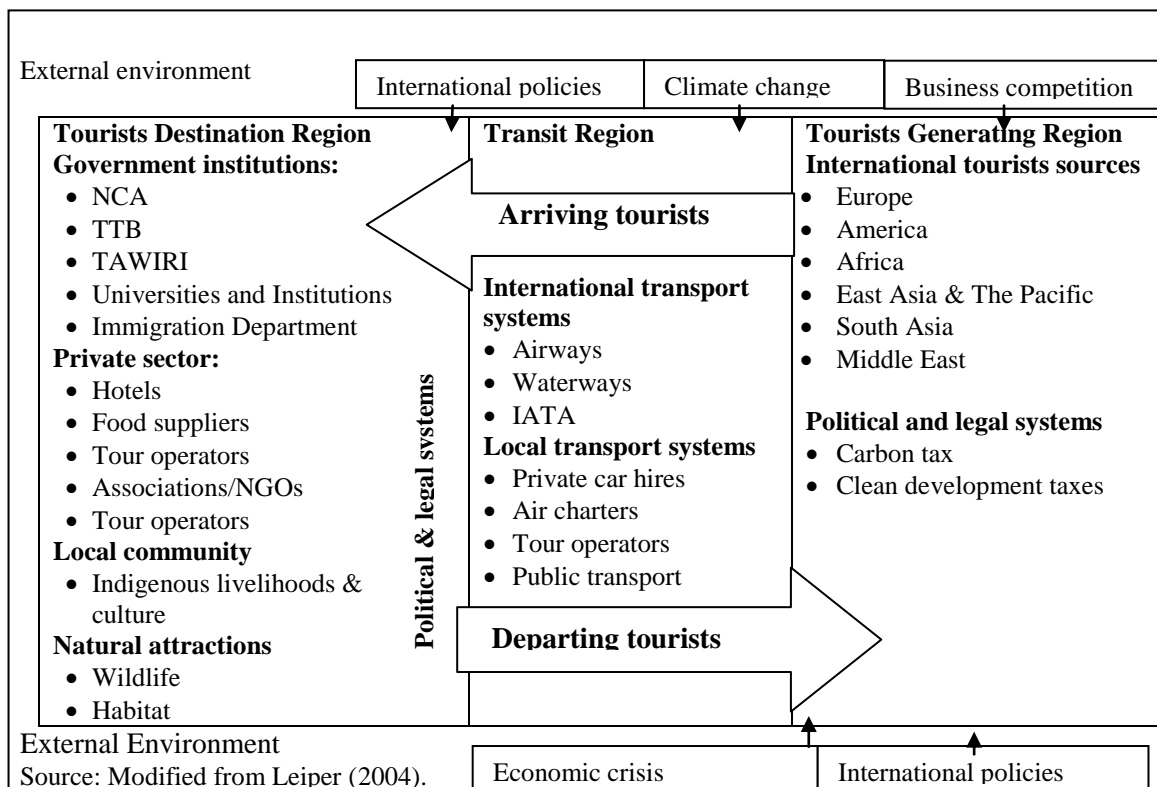 External environment
International policies
Climate change
Business competition
Tourists Destination Region
Government institutions:
• NCA
• TTB
• TAWIRI
• Universities and Institutions
• Immigration Department
Private sector:
• Hotels
• Food suppliers
• Tour operators
• Associations/NGOs
• Tour operators
Local community
• Indigenous livelihoods &
culture
Natural attractions
• Wildlife
• Habitat
Political & legal systems
Transit Region
Arriving tourists
International transport
systems
• Airways
• Waterways
• IATA
Local transport systems
• Private car hires
• Air charters
• Tour operators
• Public transport
Departing tourists
Tourists Generating Region
International tourists sources
• Europe
• America
• Africa
• East Asia & The Pacific
• South Asia
• Middle East
Political and legal systems
• Carbon tax
• Clean development taxes
External Environment
Source: Modified from Leiper (2004).
Economic crisis
International policies